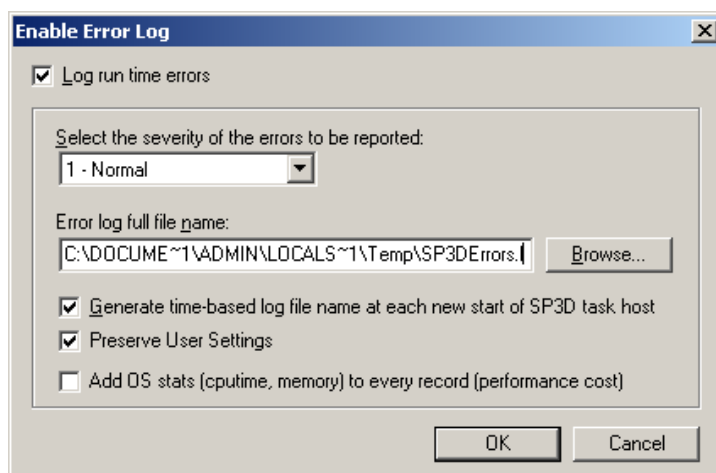 Enable Error Log
Log run time errors
Select the severity of the errors to be reported:
1 - Normal
Error log full file name:
C:\DOCUME~1\ADMIN\LOCALS~1\Temp\SP3DErrors.l
Browse...
Generate time-based log file name at each new start of SP3D task host
Preserve User Settings
Add OS stats (cputime, memory) to every record (performance cost)
OK
Cancel